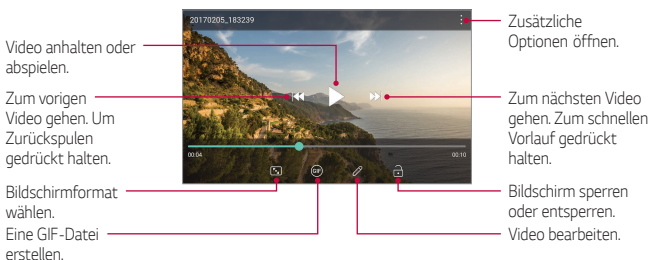 20170205_183239
Video anhalten oder
abspielen.
Zum vorigen
Video gehen. Um
Zurückspulen
gedrückt halten.
Bildschirmformat
wählen.
Eine GIF-Datei
erstellen.
00:04
00:10
GIF
Zusätzliche
Optionen öffnen.
Zum nächsten Video
gehen. Zum schnellen
Vorlauf gedrückt
halten.
Bildschirm sperren
oder entsperren.
Video bearbeiten.